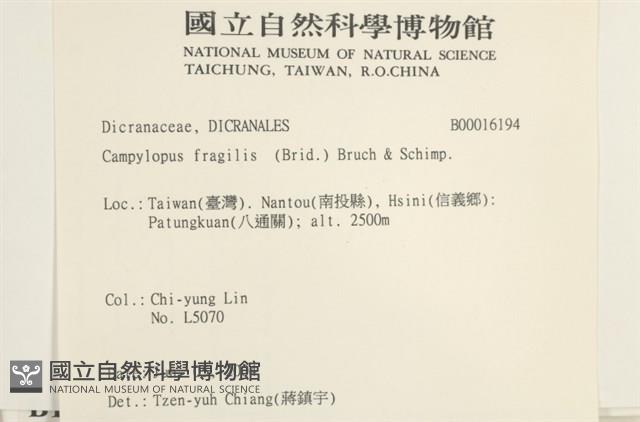 國立自然科學博物館
NATIONAL MUSEUM OF NATURAL SCIENCE
TAICHUNG, TAIWAN, R.O.CHINA
Dicranaceae, DICRANALES B00016194
Campylopus fragilis (Brid.) Bruch & Schimp.
Loc.: Taiwan(臺灣). Nantou(南投縣), Hsini(信義鄉):
Patungkuan(八通關); alt. 2500m
Col.: Chi-yung Lin
No. L5070
國立自然科學博物館
NATIONAL MUSEUM OF NATURAL SCIENCE
Det.: Tzen-yuh Chiang(蔣鎮宇)